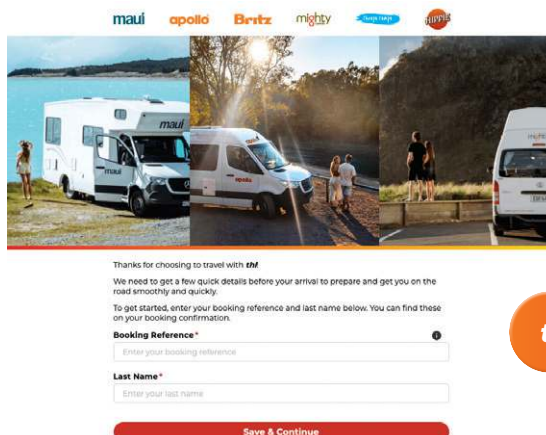 maui apollo Britz mighty HIPPIE
maui
maui
apollo
Thanks for choosing to travel with thl
We need to get a few quick details before your arrival to prepare and get you on the
road smoothly and quickly.
To get started, enter your booking reference and last name below. You can find these
on your booking confirmation.
Booking Reference*
Enter your booking reference
Last Name*
Enter your last name
Save & Continue